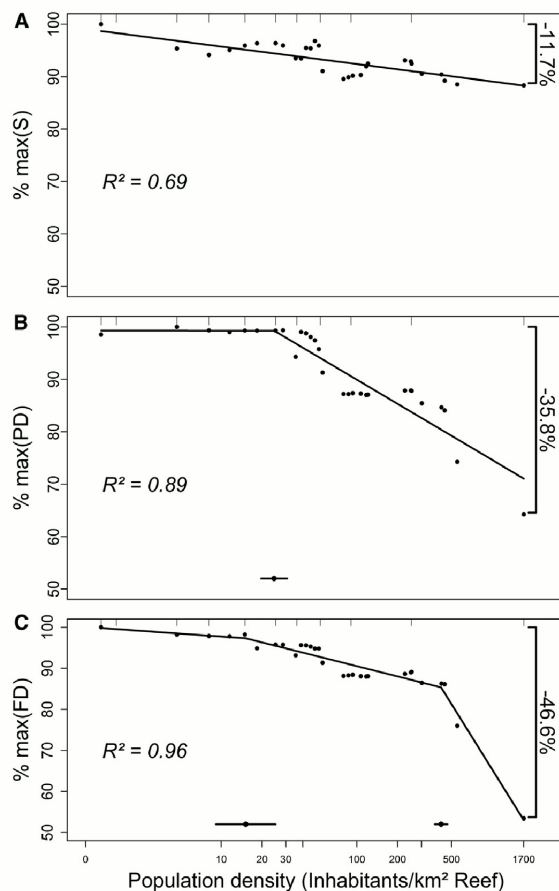 A
% max(S)
100
90
80
70
60
50
R² = 0.69
-11.7%
B
% max(PD)
100
90
80
70
60
50
R² = 0.89
-35.8%
C
% max(FD)
100
90
80
70
60
50
R² = 0.96
-46.6%
0 10 20 30 100 200 300 500 1700
Population density (Inhabitants/km² Reef)